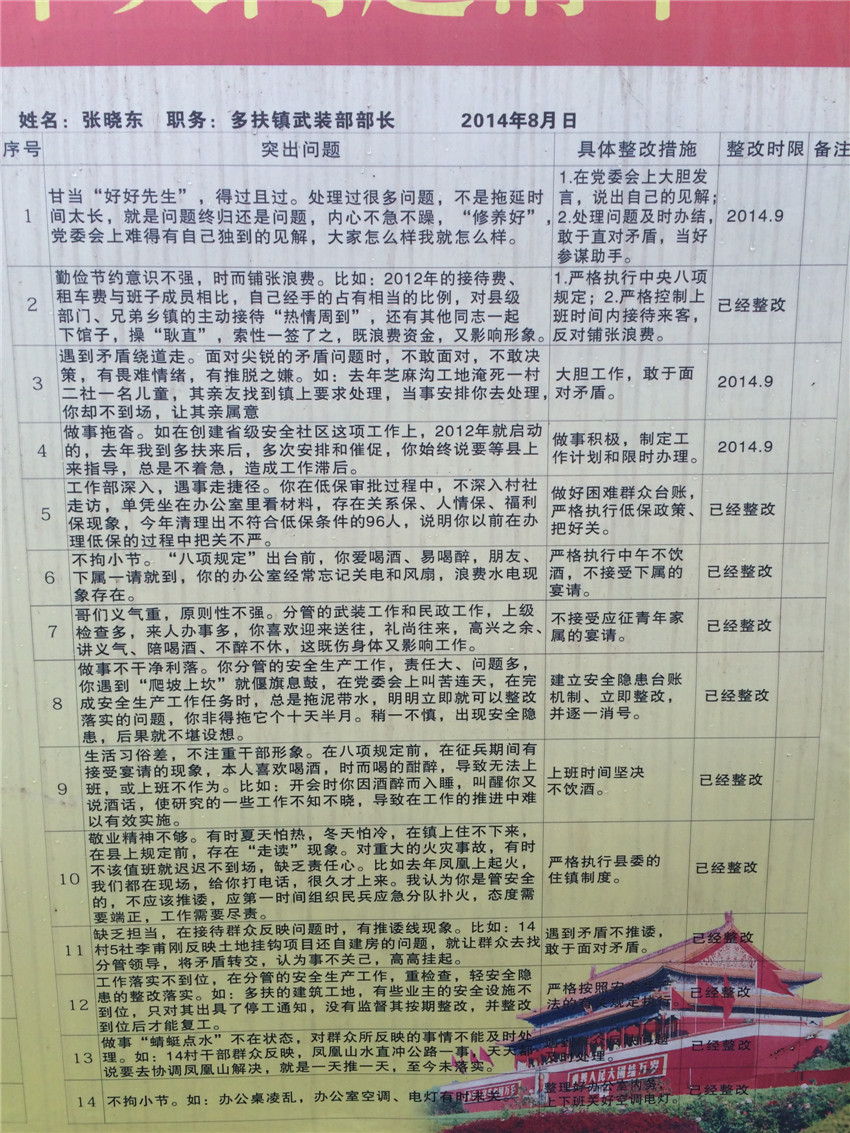 姓名：张晓东 职务：多扶镇武装部部长 2014年8月 日
序号 突出问题 具体整改措施 整改时限 备注
1
甘当“好好先生”，得过且过。处理过很多问题，不是拖延时
间太长，就是问题终归还是问题，内心不急不躁，“修养好”，
党委会上难得有自己独到的见解，大家怎么样我就怎么样。
1.在党委会上大胆发
言，说出自己的见解；
2.处理问题及时办结，
敢于直对矛盾，当好
参谋助手。
2014.9
2
勤俭节约意识不强，时而铺张浪费。比如：2012年的接待费、
租车费与班子成员相比，自己经手的占有相当的比例，对县级
部门、兄弟乡镇的主动接待“热情周到”，还有其他同志一起
下馆子，操“耿直”，索性一签了之，既浪费资金，又影响形象。
1.严格执行中央八项
规定；2.严格控制上
班时间内接待来客，
反对铺张浪费。
已经整改
3
遇到矛盾绕道走。面对尖锐的矛盾问题时，不敢面对，不敢决
策，有畏难情绪，有推脱之嫌。如：去年芝麻沟工地淹死一村
二社一名儿童，其亲友找到镇上要求处理，当事安排你去处理，
你却不到场，让其亲属意
大胆工作，敢于面
对矛盾。
2014.9
4
做事拖沓。如在创建省级安全社区这项工作上，2012年就启动
的，去年我到多扶来后，多次安排和催促，你始终说要等县上
来指导，总是不着急，造成工作滞后。
做事积极，制定工
作计划和限时办理。
2014.9
5
工作部深入，遇事走捷径。你在低保审批过程中，不深入村社
走访，单凭坐在办公室里看材料，存在关系保、人情保、福利
保现象，今年清理出不符合低保条件的96人，说明你以前在办
理低保的过程中把关不严。
做好困难群众台账，
严格执行低保政策、
把好关。
已经整改
6
不拘小节。“八项规定”出台前，你爱喝酒、易喝醉，朋友、
下属一请就到，你的办公室经常忘记关电和风扇，浪费水电现
象存在。
严格执行中午不饮
酒，不接受下属的
宴请。
已经整改
7
哥们义气重，原则性不强。分管的武装工作和民政工作，上级
检查多，来人办事多，你喜欢迎来送往，礼尚往来，高兴之余、
讲义气、陪喝酒、不醉不休，这既伤身体又影响工作。
不接受应征青年家
属的宴请。
已经整改
8
做事不干净利落。你分管的安全生产工作，责任大、问题多，
你遇到“爬坡上坎”就偃旗息鼓，在党委会上叫苦连天，在完
成安全生产工作任务时，总是拖泥带水，明明立即就可以整改
落实的问题，你非得拖它个十天半月。稍一不慎，出现安全隐
患，后果就不堪设想。
建立安全隐患台账
机制、立即整改，
并逐一消号。
已经整改
9
生活习俗差，不注重干部形象。在八项规定前，在征兵期间有
接受宴请的现象，本人喜欢喝酒，时而喝的酣醉，导致无法上
班，或上班不作为。比如：开会时你因酒醉而入睡，叫醒你又
说酒话，使研究的一些工作不知不晓，导致在工作的推进中难
以有效实施。
上班时间坚决
不饮酒。
已经整改
10
敬业精神不够。有时夏天怕热，冬天怕冷，在镇上住不下来，
在县上规定前，存在“走读”现象。对重大的火灾事故，有时
不该值班就迟迟不到场，缺乏责任心。比如去年凤凰上起火，
我们都在现场，给你打电话，很久才上来。我认为你是管安全
的，不应该推诿，应第一时间组织民兵应急分队扑火，态度需
要端正，工作需要尽责。
严格执行县委的
住镇制度。
已经整改
11
缺乏担当，在接待群众反映问题时，有推诿线现象。比如：14
村5社李甫刚反映土地挂钩项目还自建房的问题，就让群众去找
分管领导，将矛盾转交，认为事不关己，高高挂起。
遇到矛盾不推诿，
敢于面对矛盾。
已经整改
12
工作落实不到位，在分管的安全生产工作，重检查，轻安全隐
患的整改落实。如：多扶的建筑工地，有些业主的安全设施不
到位，只对其出具了停工通知，没有监督其按期整改，并整改
到位后才能复工。
严格按照安全生产
法的有关规定执行。
已经整改
13
做事“蜻蜓点水”不在状态，对群众所反映的事情不能及时处
理。如：14村干部群众反映，凤凰山水直冲公路一事，天天都
说要去协调凤凰山解决，就是一天推一天，至今未落实。
及时处理。
已经整改
14
不拘小节。如：办公桌凌乱，办公室空调、电灯有时未关。
整理好办公室内务，
上下班关好空调电灯。
已经整改